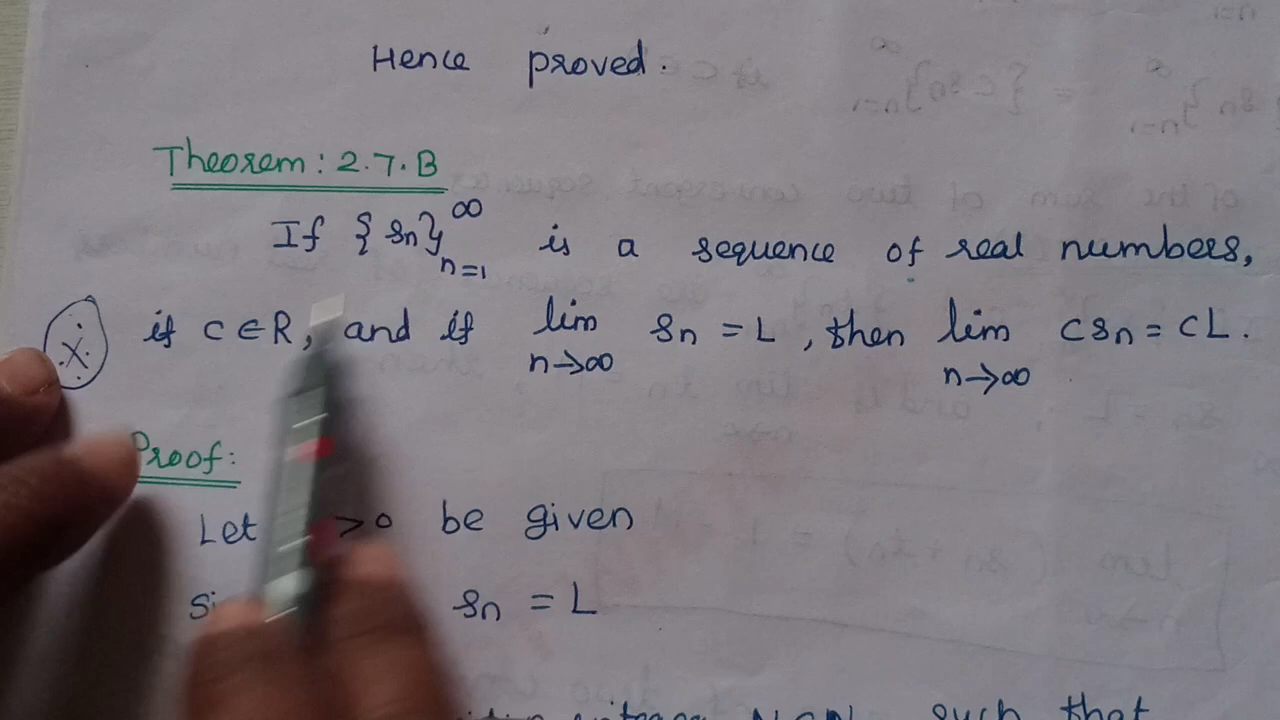 Hence proved.
Theorem: 2.7.B
If {sn}∞n=1 is a sequence of real numbers,
if c ∈ R, and if lim n→∞ sn = L, then lim n→∞ csn = cL.
Proof:
Let > 0 be given
sn = L
such that